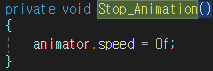 private void Stop_Animation()
{
animator.speed = 0f;
}